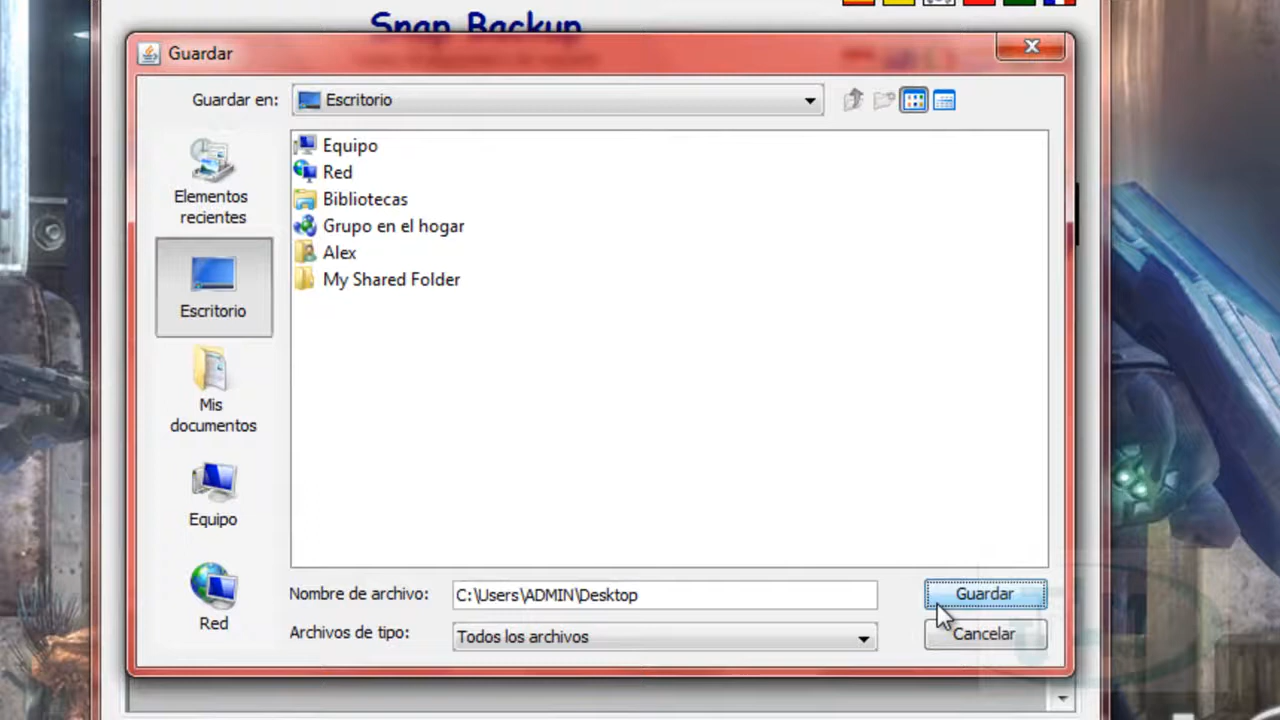 Snap Backup
Guardar
Guardar en:
Escritorio
Elementos
recientes
Escritorio
Mis
documentos
Equipo
Red
Equipo
Red
Bibliotecas
Grupo en el hogar
Alex
My Shared Folder
Nombre de archivo:
C:\Users\ADMIN\Desktop
Guardar
Archivos de tipo:
Todos los archivos
Cancelar